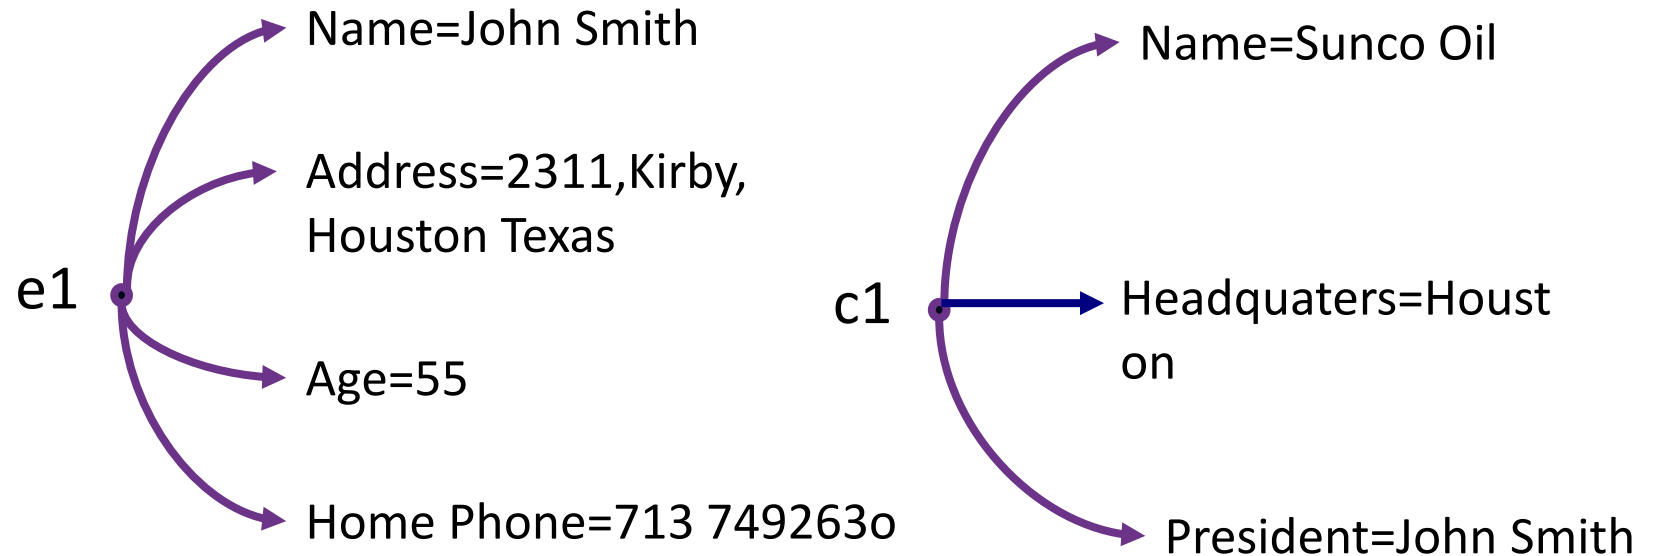 Name=John Smith
Address=2311,Kirby,
Houston Texas
e1
Age=55
Home Phone=713 749263o
Name=Sunco Oil
c1
Headquaters=Houst
on
President=John Smith